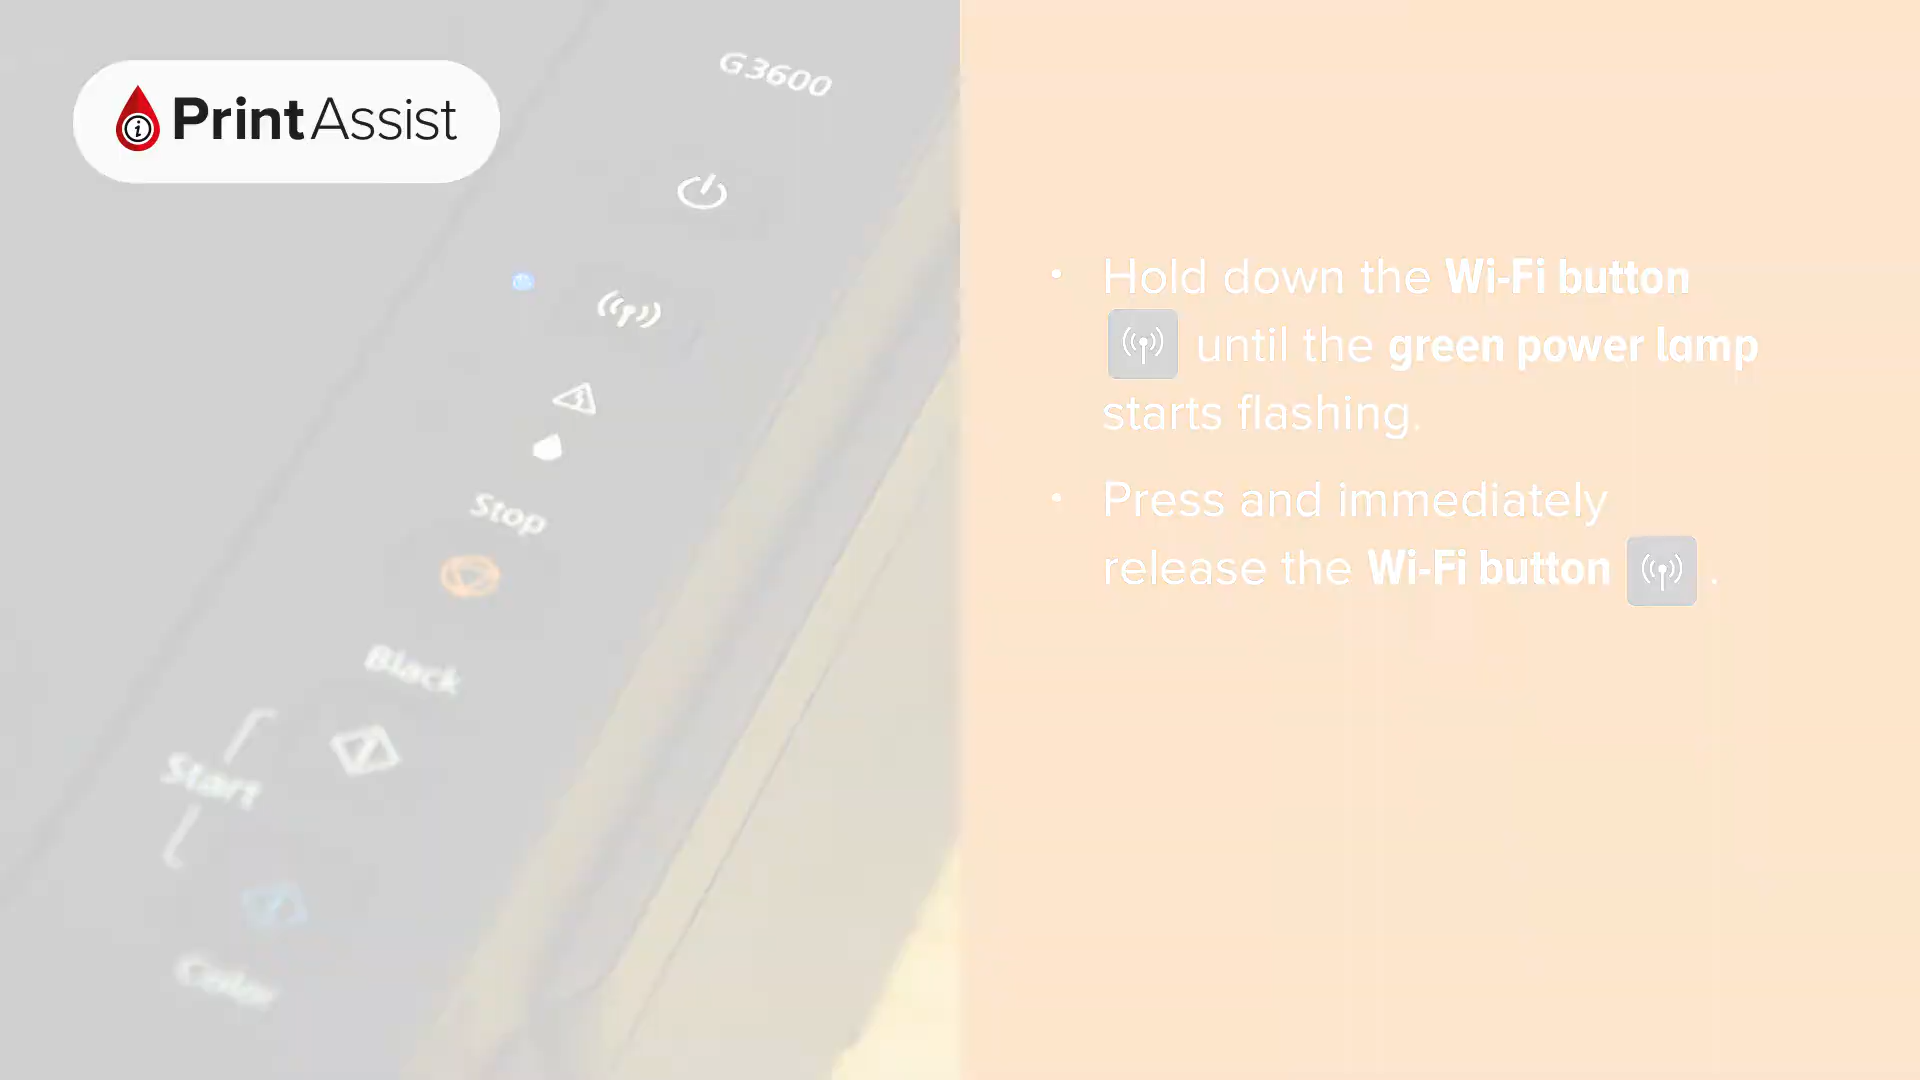 PrintAssist
G3600
Stop
Black
Start
Color
• Hold down the Wi-Fi button
until the green power lamp
starts flashing.
• Press and immediately
release the Wi-Fi button .